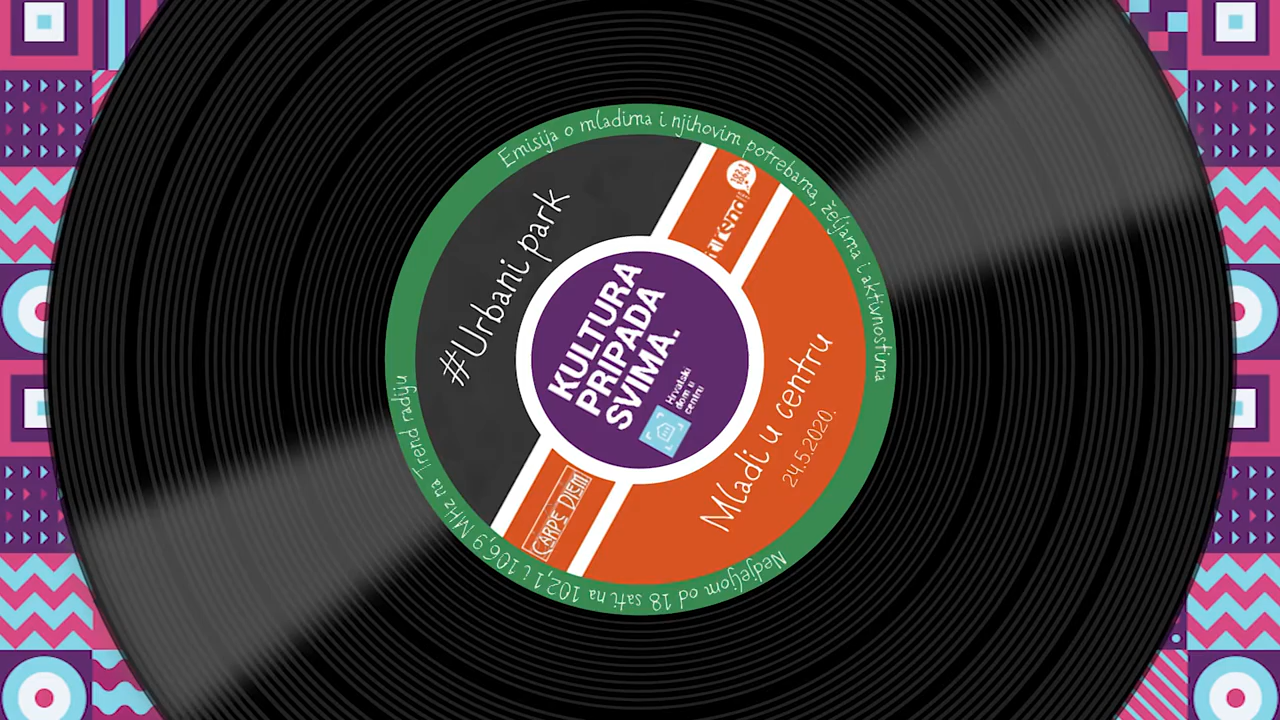 Emisija o mladima i njihovim potrebama, željama i aktivnostima
#Urbani park
KULTURA
PRIPADA
SVIMA.
Hrvatski
dom u
centru
Mladi u centru
24.5.2020.
CARPE DIEM
Nedjeljom od 18 sati na 102,1 i 106,9 MHz na Trend radiju